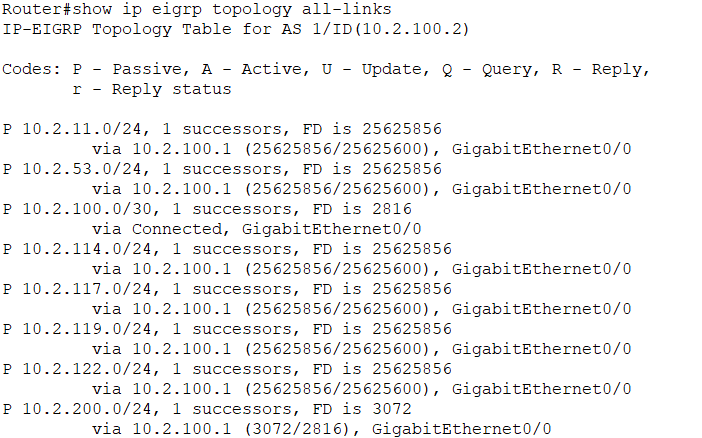 Router#show ip eigrp topology all-links
IP-EIGRP Topology Table for AS 1/ID(10.2.100.2)
Codes: P - Passive, A - Active, U - Update, Q - Query, R - Reply,
r - Reply status
P 10.2.11.0/24, 1 successors, FD is 25625856
via 10.2.100.1 (25625856/25625600), GigabitEthernet0/0
P 10.2.53.0/24, 1 successors, FD is 25625856
via 10.2.100.1 (25625856/25625600), GigabitEthernet0/0
P 10.2.100.0/30, 1 successors, FD is 2816
via Connected, GigabitEthernet0/0
P 10.2.114.0/24, 1 successors, FD is 25625856
via 10.2.100.1 (25625856/25625600), GigabitEthernet0/0
P 10.2.117.0/24, 1 successors, FD is 25625856
via 10.2.100.1 (25625856/25625600), GigabitEthernet0/0
P 10.2.119.0/24, 1 successors, FD is 25625856
via 10.2.100.1 (25625856/25625600), GigabitEthernet0/0
P 10.2.122.0/24, 1 successors, FD is 25625856
via 10.2.100.1 (25625856/25625600), GigabitEthernet0/0
P 10.2.200.0/24, 1 successors, FD is 3072
via 10.2.100.1 (3072/2816), GigabitEthernet0/0